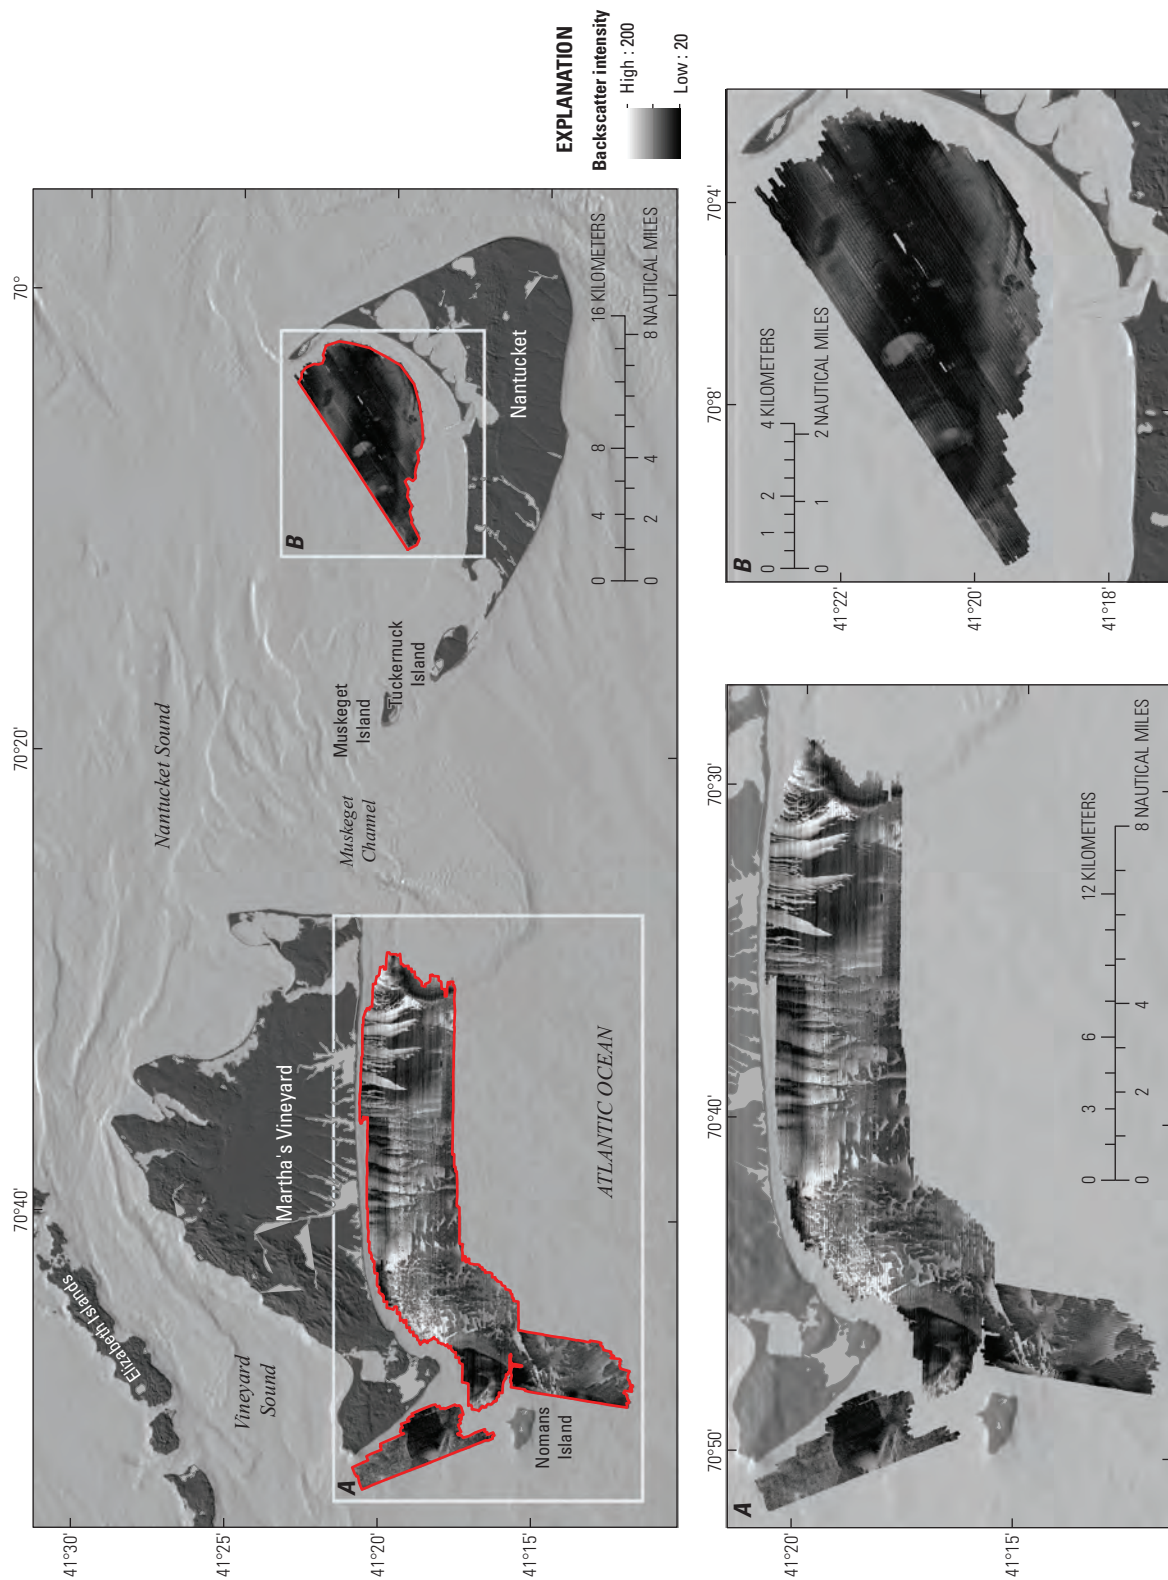 70°40'
70°20'
70°
41°30'
41°25'
41°20'
41°15'
Elizabeth Islands
Vineyard
Sound
Martha's Vineyard
Nantucket Sound
Muskeget
Channel
Muskeget
Island
Tuckernuck
Island
Nantucket
Nomans
Island
ATLANTIC OCEAN
A
B
0 4 8 16 KILOMETERS
0 2 4 8 NAUTICAL MILES
EXPLANATION
Backscatter intensity
High : 200
Low : 20
A
70°50'
70°40'
70°30'
41°20'
41°15'
0 3 6 12 KILOMETERS
0 2 4 8 NAUTICAL MILES
B
70°8'
70°4'
41°22'
41°20'
41°18'
0 1 2 4 KILOMETERS
0 1 2 NAUTICAL MILES